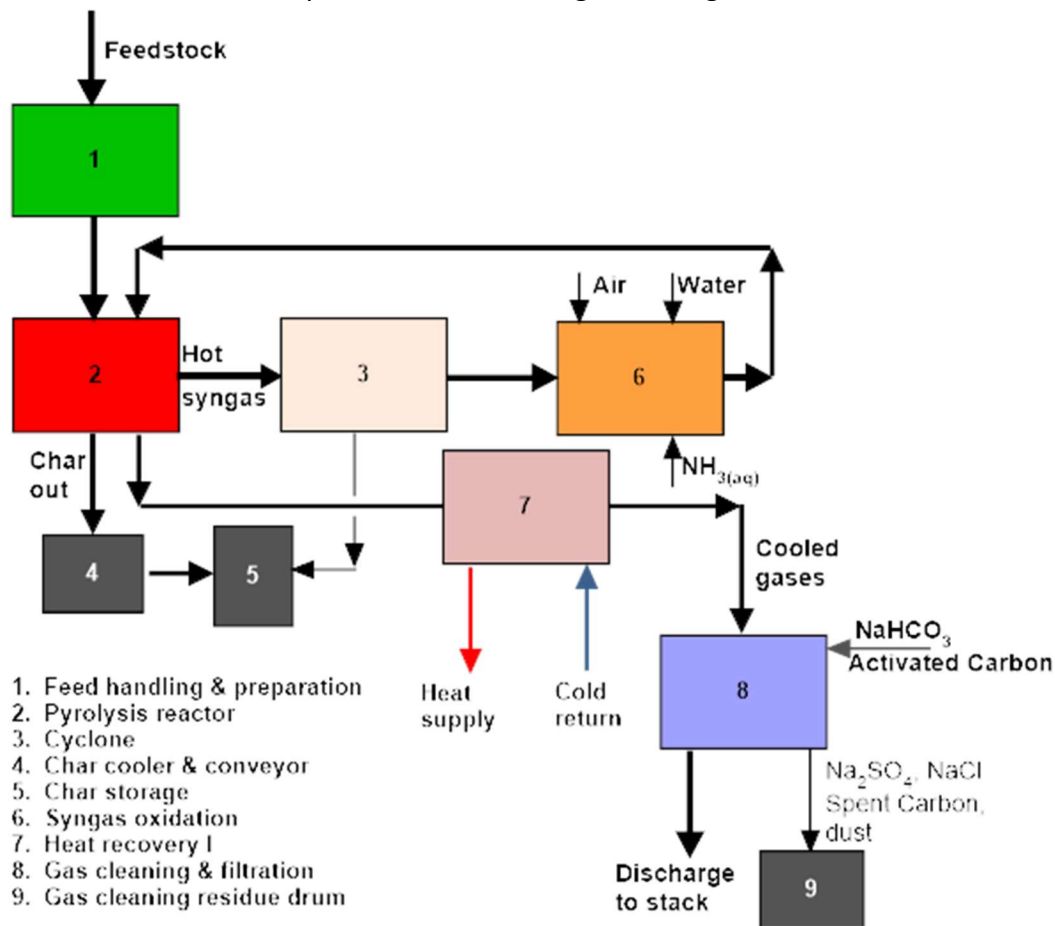 Feedstock
1
Air
Water
2
Hot
syngas
3
6
Char
out
NH3(aq)
7
4
5
Cooled
gases
NaHCO3
Activated Carbon
8
Heat
supply
Cold
return
1. Feed handling & preparation
2. Pyrolysis reactor
3. Cyclone
4. Char cooler & conveyor
5. Char storage
6. Syngas oxidation
7. Heat recovery I
8. Gas cleaning & filtration
9. Gas cleaning residue drum
Na2SO4, NaCl
Spent Carbon,
dust
Discharge
to stack
9